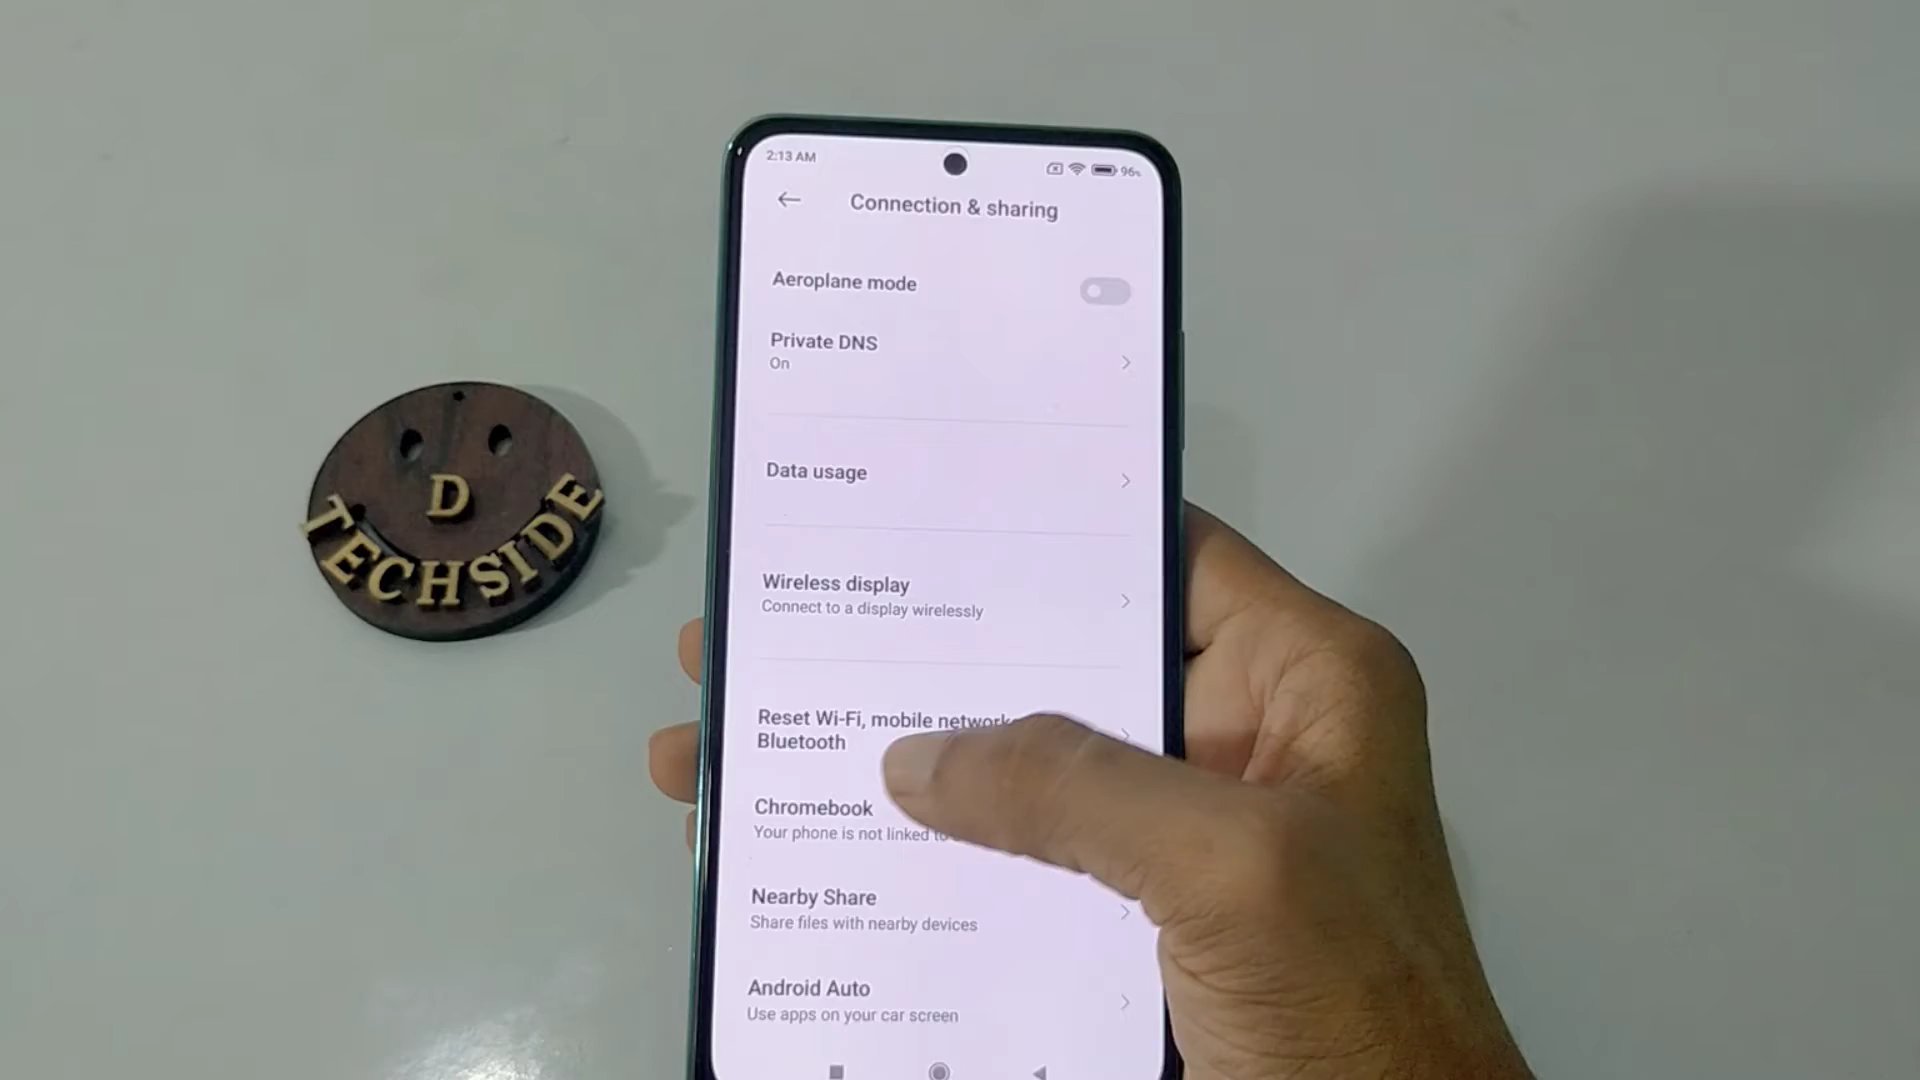 D
TECHSIDE
2:13 AM
96%
Connection & sharing
Aeroplane mode
Private DNS
On
Data usage
Wireless display
Connect to a display wirelessly
Reset Wi-Fi, mobile network
Bluetooth
Chromebook
Your phone is not linked to
Nearby Share
Share files with nearby devices
Android Auto
Use apps on your car screen